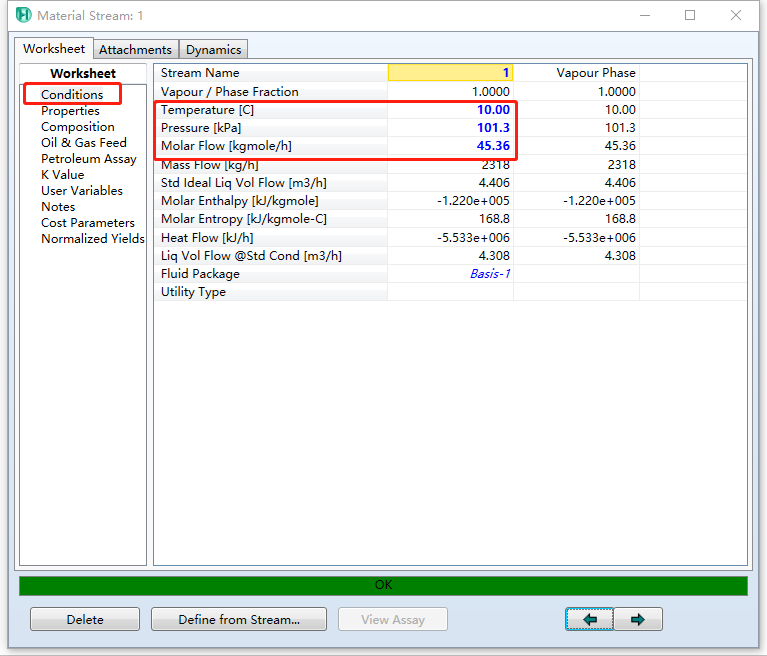 Material Stream: 1
Worksheet Attachments Dynamics
Worksheet
Conditions
Properties
Composition
Oil & Gas Feed
Petroleum Assay
K Value
User Variables
Notes
Cost Parameters
Normalized Yields
Stream Name 1 Vapour Phase
Vapour / Phase Fraction 1.0000 1.0000
Temperature [C] 10.00 10.00
Pressure [kPa] 101.3 101.3
Molar Flow [kgmole/h] 45.36 45.36
Mass Flow [kg/h] 2318 2318
Std Ideal Liq Vol Flow [m3/h] 4.406 4.406
Molar Enthalpy [kJ/kgmole] -1.220e+005 -1.220e+005
Molar Entropy [kJ/kgmole-C] 168.8 168.8
Heat Flow [kJ/h] -5.533e+006 -5.533e+006
Liq Vol Flow @Std Cond [m3/h] 4.308 4.308
Fluid Package Basis-1
Utility Type
OK
Delete Define from Stream... View Assay